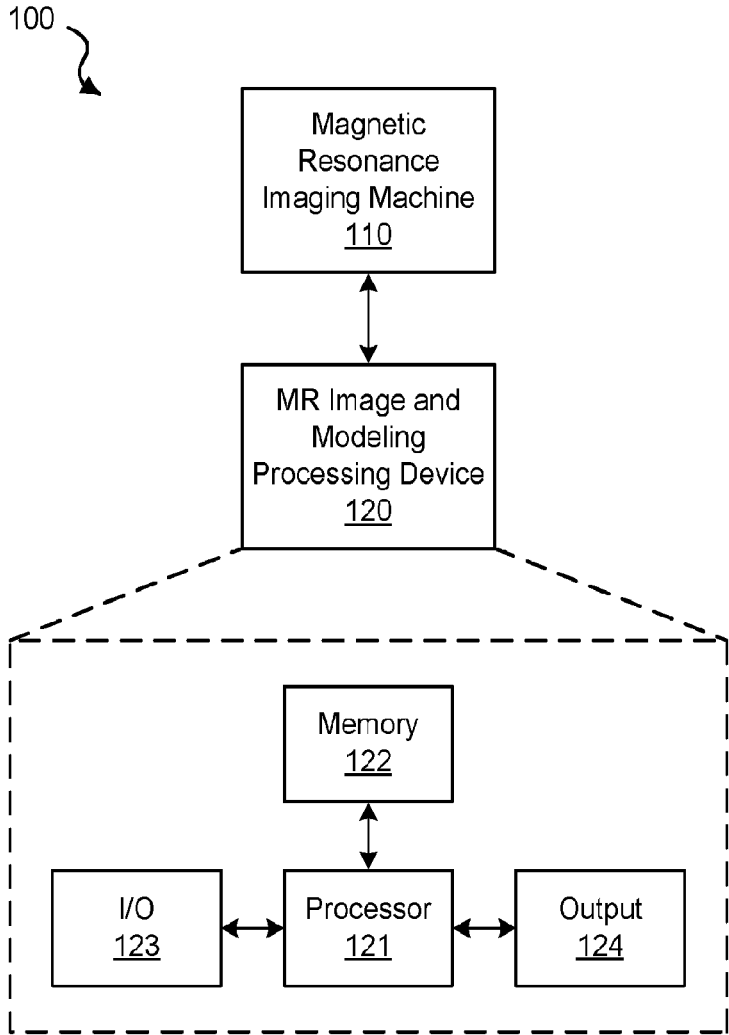 100
Magnetic
Resonance
Imaging Machine
110
MR Image and
Modeling
Processing Device
120
Memory
122
I/O
123
Processor
121
Output
124